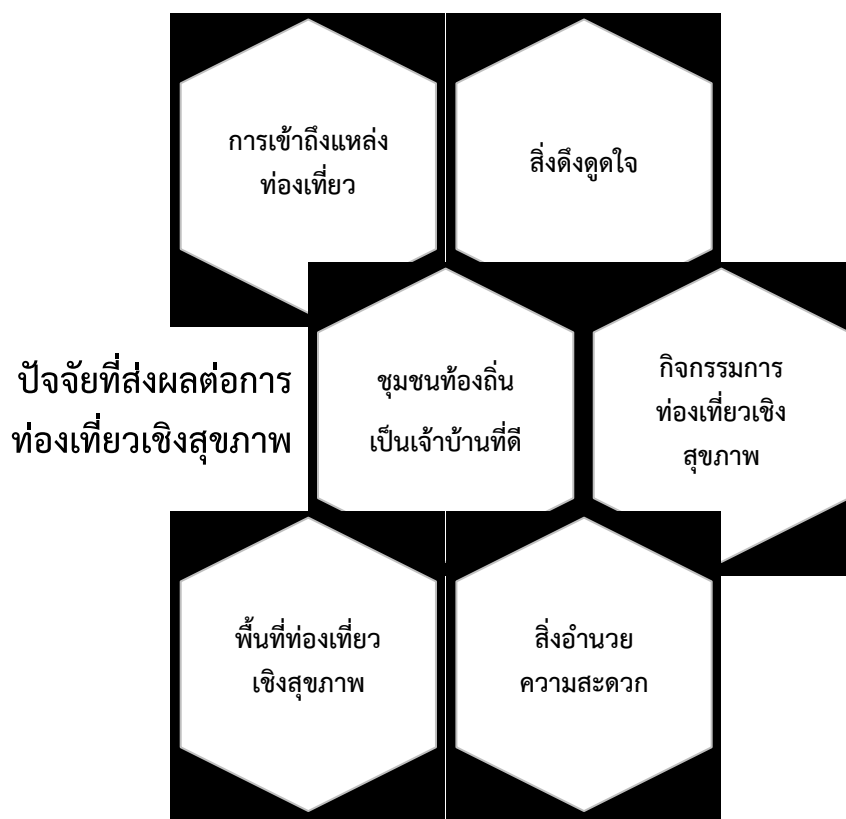 การเข้าถึงแหล่ง
ท่องเที่ยว
สิ่งดึงดูดใจ
ปัจจัยที่ส่งผลต่อการ
ท่องเที่ยวเชิงสุขภาพ
ชุมชนท้องถิ่น
เป็นเจ้าบ้านที่ดี
กิจกรรมการ
ท่องเที่ยวเชิง
สุขภาพ
พื้นที่ท่องเที่ยว
เชิงสุขภาพ
สิ่งอำนวย
ความสะดวก